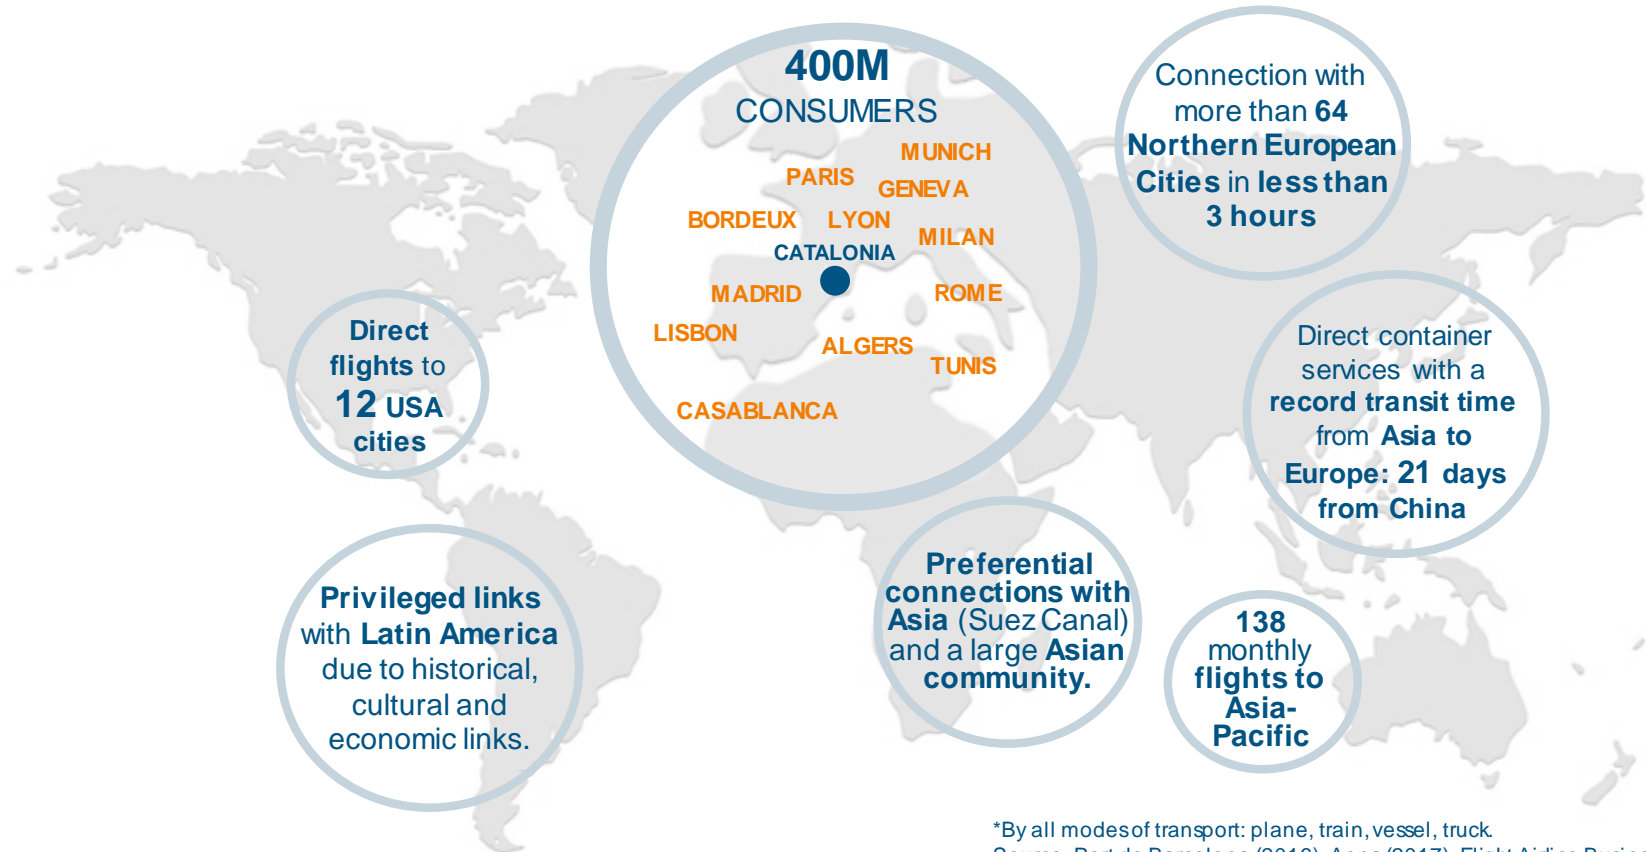 400M
CONSUMERS
MUNICH
PARIS
GENEVA
BORDEUX
LYON
MILAN
CATALONIA
MADRID
ROME
LISBON
ALGERS
TUNIS
CASABLANCA
Connection with
more than 64
Northern European
Cities in less than
3 hours
Direct
flights to
12 USA
cities
Direct container
services with a
record transit time
from Asia to
Europe: 21 days
from China
Privileged links
with Latin America
due to historical,
cultural and
economic links.
Preferential
connections with
Asia (Suez Canal)
and a large Asian
community.
138
monthly
flights to
Asia-
Pacific
*By all modes of transport: plane, train, vessel, truck.